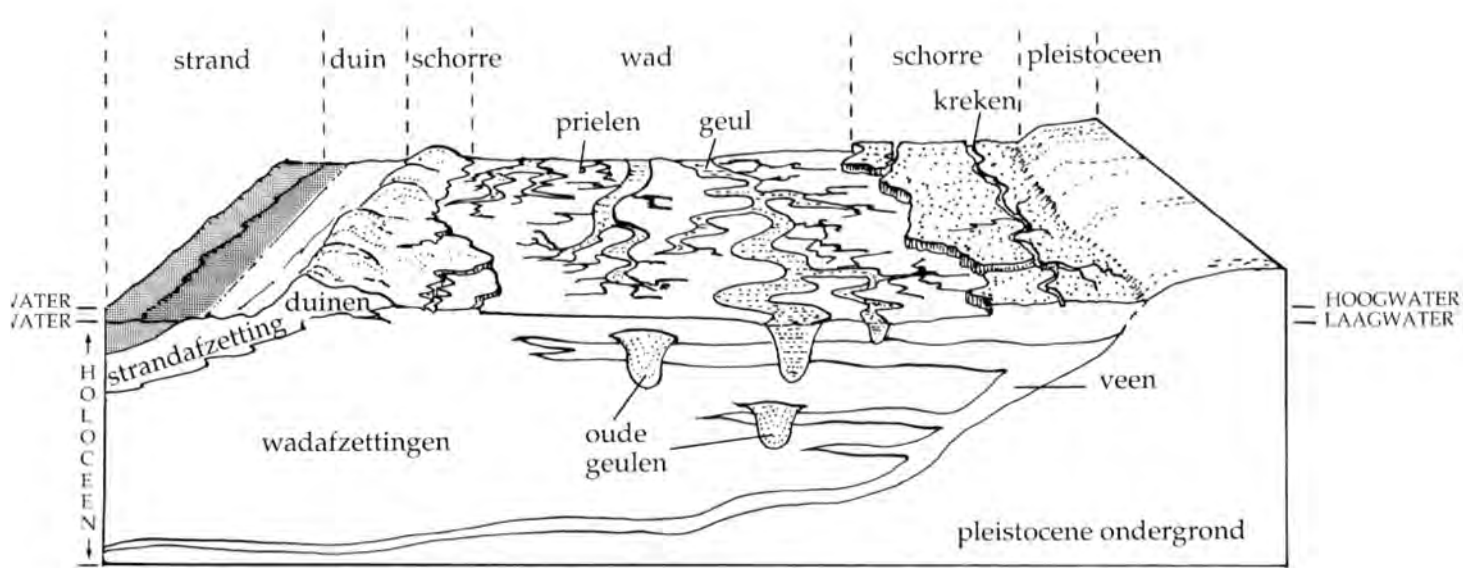 strand duin schorre wad schorre pleistoceen
kreken
prielen geul
HOOGWATER
LAAGWATER
duinen
strandafzetting
HOLOCEEN
veen
wadafzettingen
oude
geulen
pleistocene ondergrond